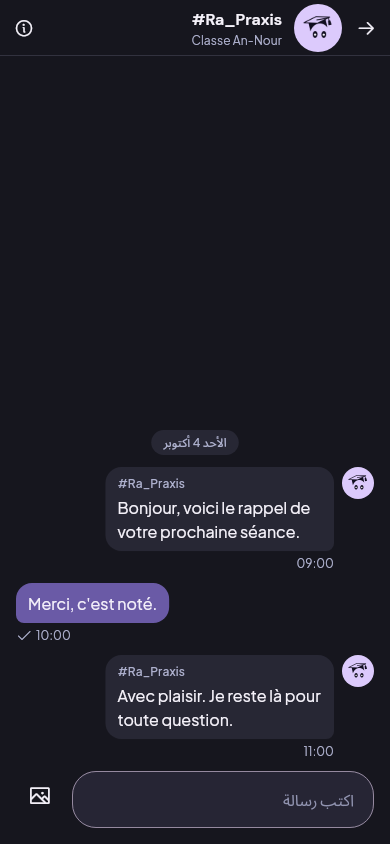 #Ra_Praxis
Classe An-Nour
الأحد 4 أكتوبر
#Ra_Praxis
Bonjour, voici le rappel de
votre prochaine séance.
09:00
Merci, c'est noté.
10:00
#Ra_Praxis
Avec plaisir. Je reste là pour
toute question.
11:00
اكتب رسالة